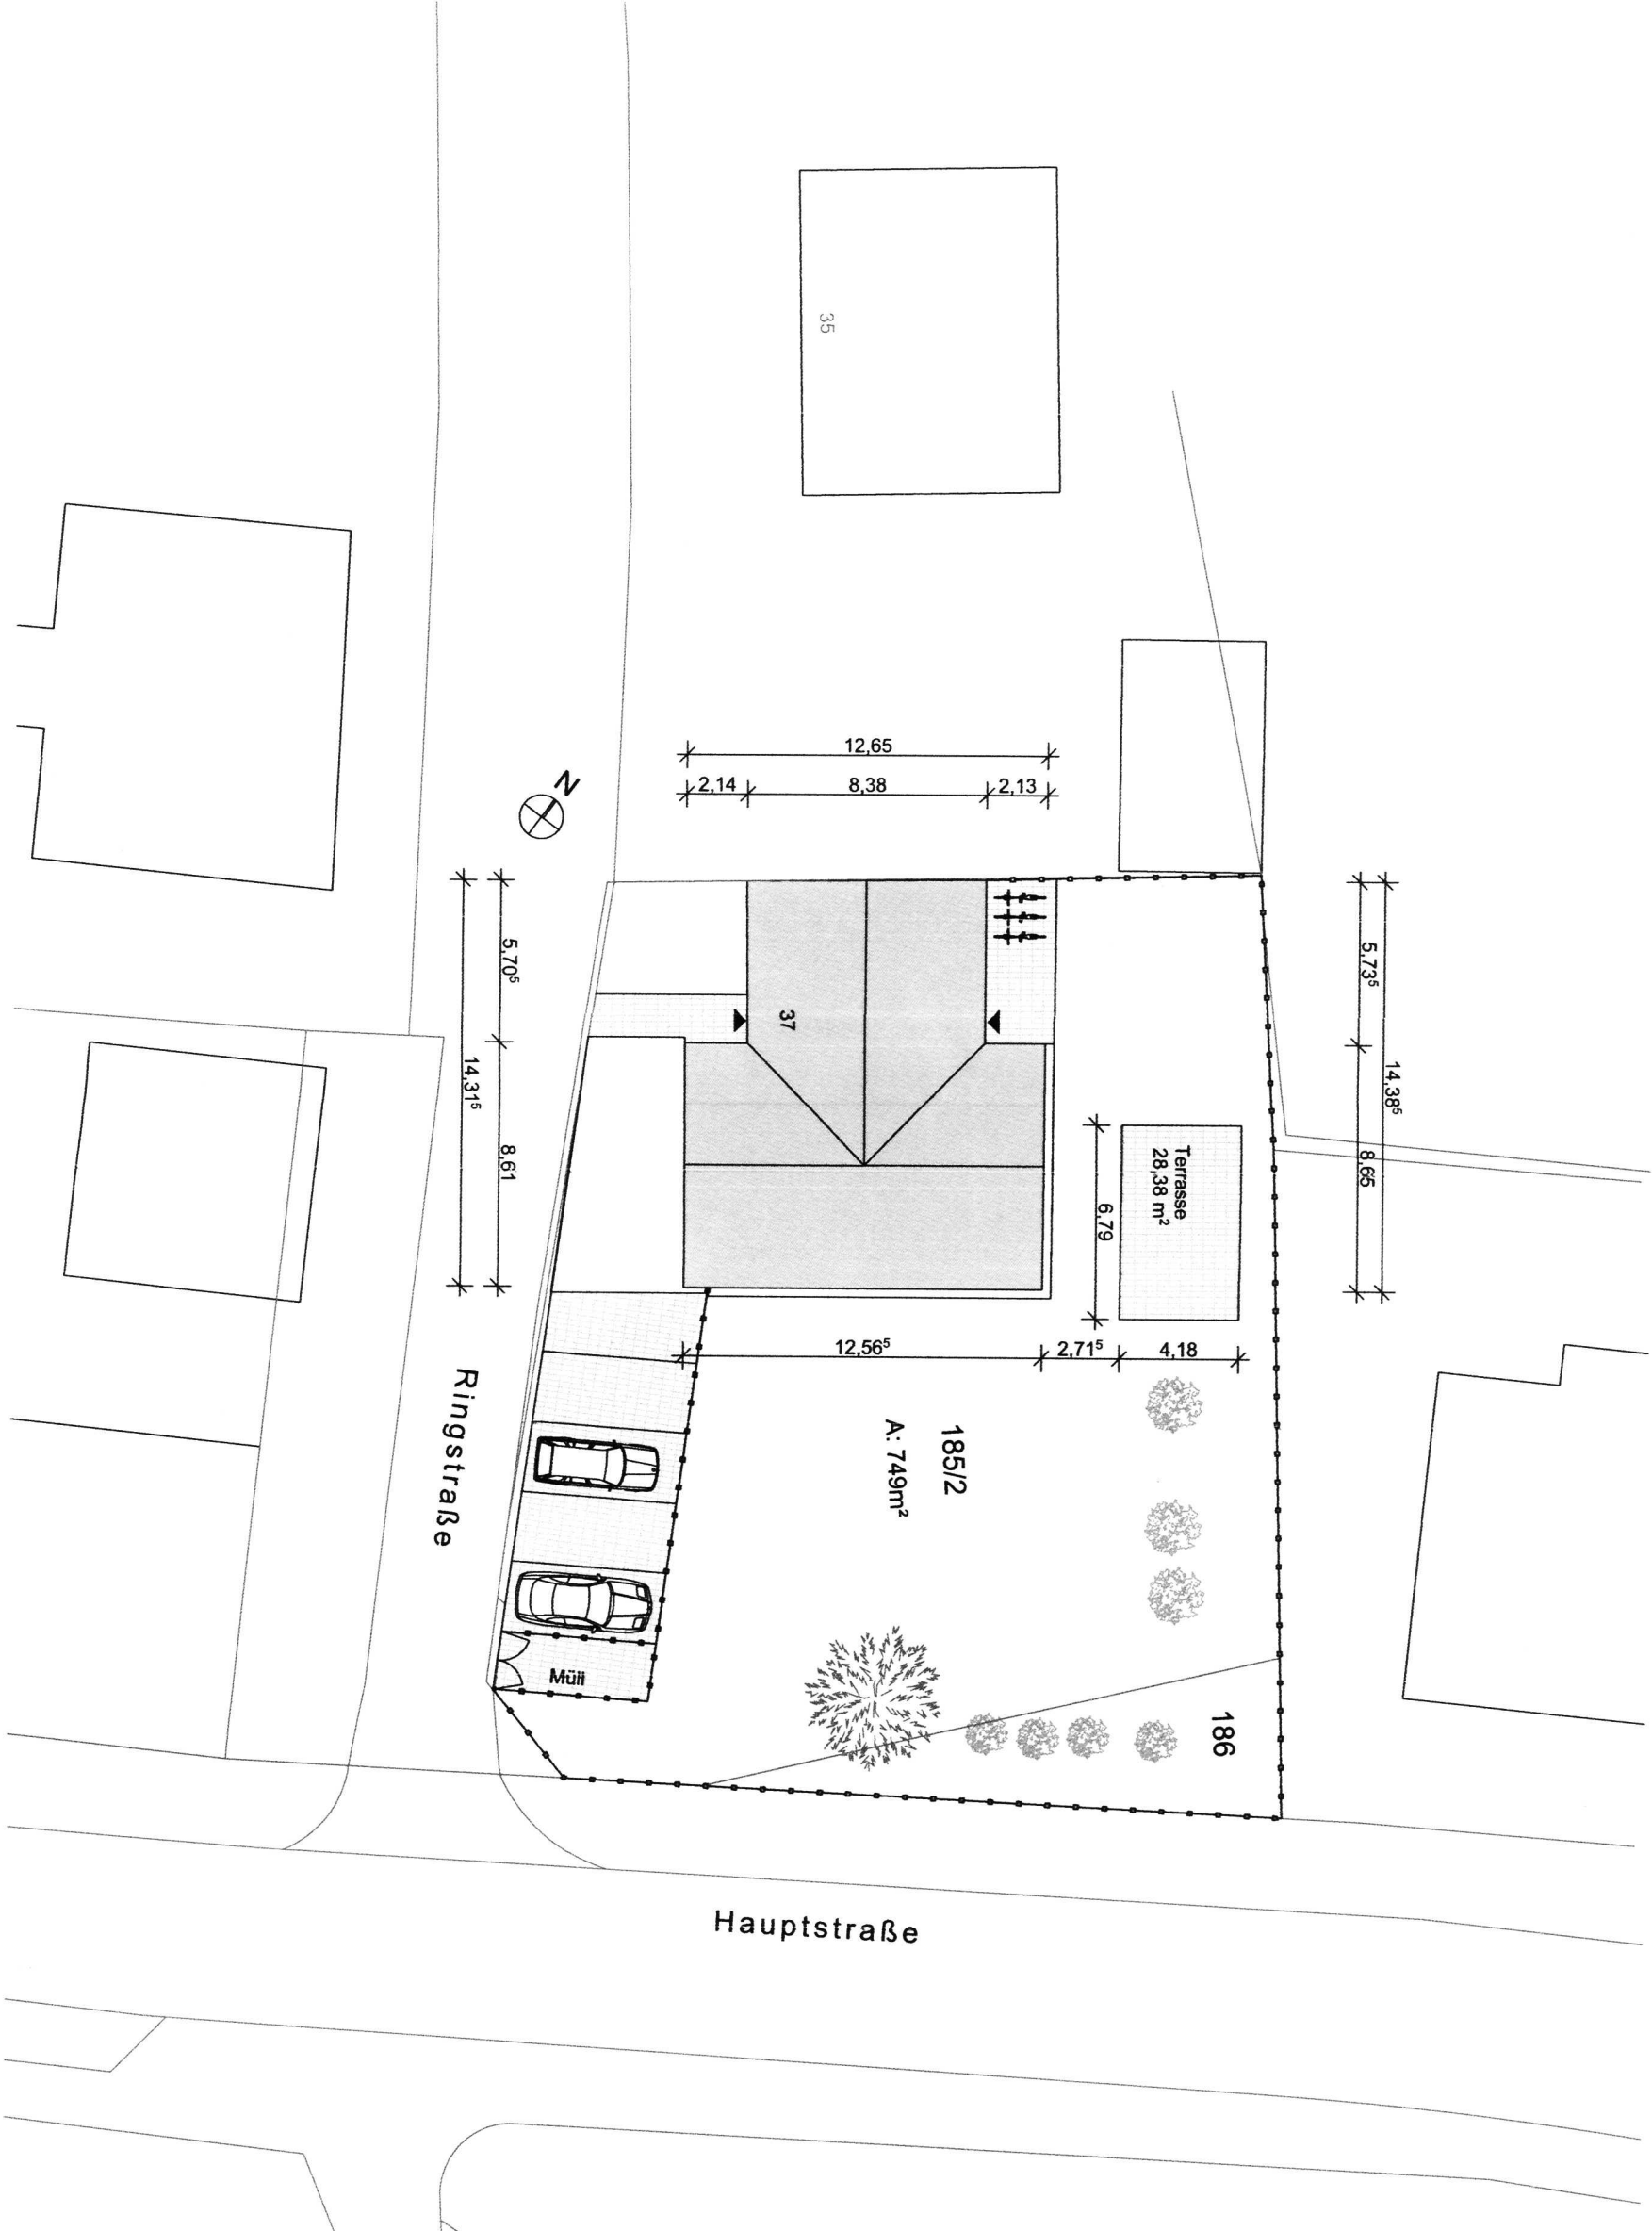 35
12,65
2,14
8,38
2,13
N
5,70⁵
14,31⁵
8,61
37
5,73⁵
14,38⁵
8,65
Terrasse
28,38 m²
6,79
12,56⁵
2,71⁵
4,18
185/2
A: 749m²
Ringstraße
Müll
186
Hauptstraße